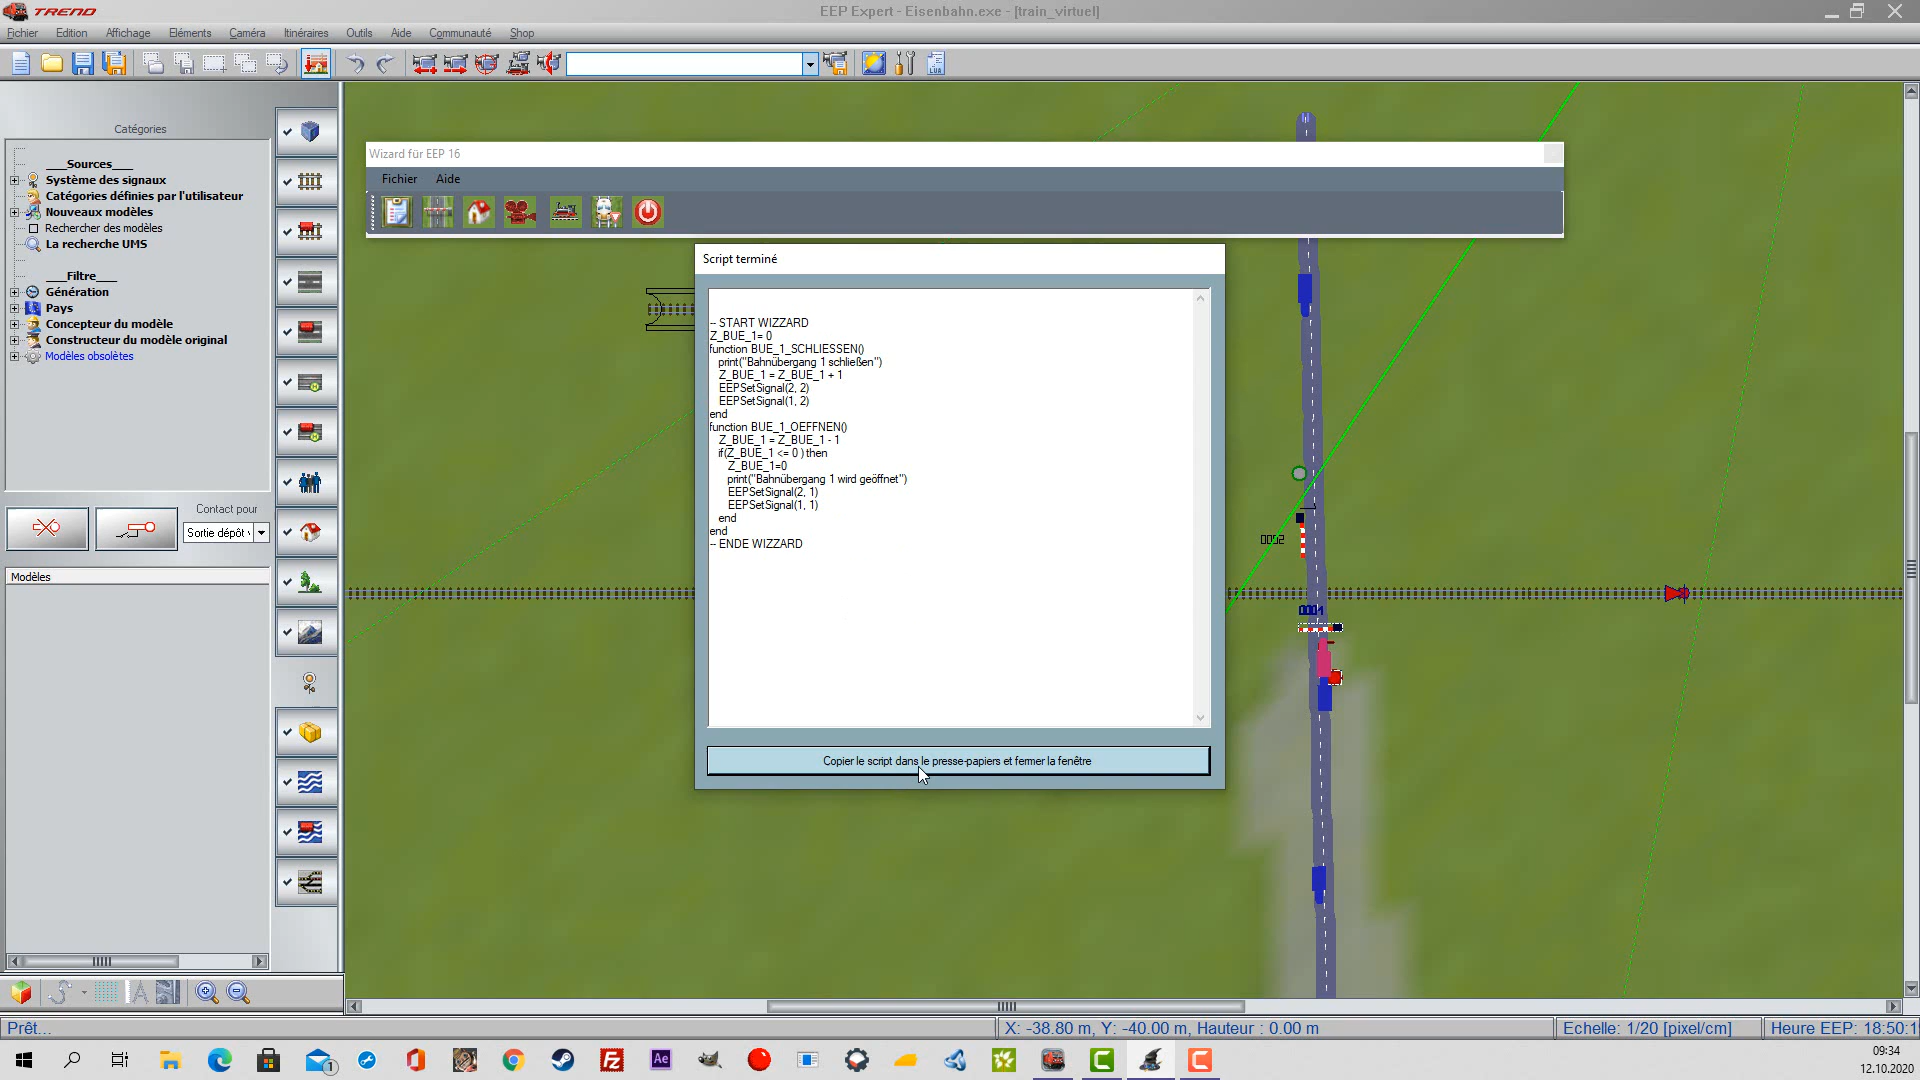 TREND
EEP Expert - Eisenbahn.exe - [train_virtuel]
Fichier Edition Affichage Eléments Caméra Itinéraires Outils Aide Communauté Shop
LUA
Catégories
___Sources___
Système des signaux
Catégories définies par l'utilisateur
Nouveaux modèles
Rechercher des modèles
La recherche UMS
___Filtre___
Génération
Pays
Concepteur du modèle
Constructeur du modèle original
Modèles obsolètes
Contact pour
Sortie dépôt
Modèles
Wizard für EEP 16
Fichier Aide
Script terminé
-- START WIZZARD
Z_BUE_1= 0
function BUE_1_SCHLIESSEN()
print("Bahnübergang 1 schließen")
Z_BUE_1 = Z_BUE_1 + 1
EEPSetSignal(2, 2)
EEPSetSignal(1, 2)
end
function BUE_1_OEFFNEN()
Z_BUE_1 = Z_BUE_1 - 1
if(Z_BUE_1 <= 0 ) then
Z_BUE_1=0
print("Bahnübergang 1 wird geöffnet")
EEPSetSignal(2, 1)
EEPSetSignal(1, 1)
end
end
-- ENDE WIZZARD
Copier le script dans le presse-papiers et fermer la fenêtre
0002
0001
Prêt...
X: -38.80 m, Y: -40.00 m, Hauteur : 0.00 m
Echelle: 1/20 [pixel/cm]
Heure EEP: 18:50:1
1
Ae
09:34
12.10.2020